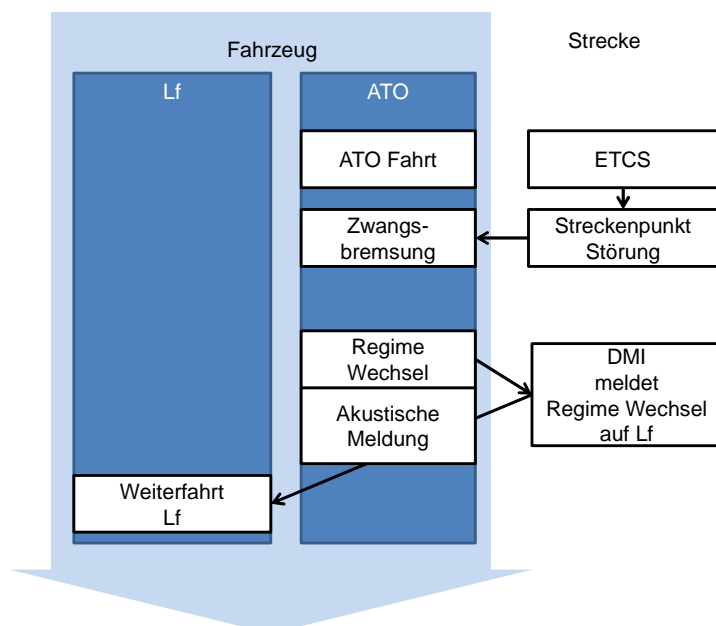 Fahrzeug
Strecke
Lf
ATO
ATO Fahrt
ETCS
Zwangs-
bremsung
Streckenpunkt
Störung
Regime
Wechsel
DMI
meldet
Regime Wechsel
auf Lf
Akustische
Meldung
Weiterfahrt
Lf